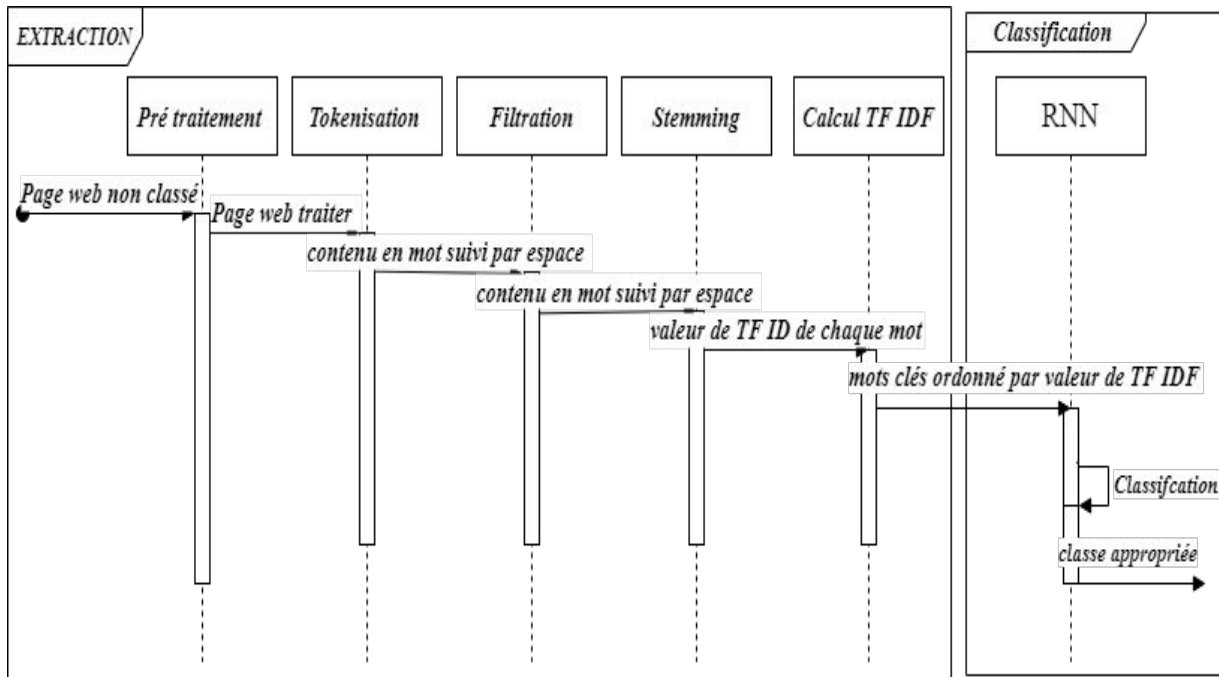 EXTRACTION
Classification
Pré traitement
Tokenisation
Filtration
Stemming
Calcul TF IDF
RNN
Page web non classé
Page web traiter
contenu en mot suivi par espace
contenu en mot suivi par espace
valeur de TF ID de chaque mot
mots clés ordonné par valeur de TF IDF
Classifcation
classe appropriée